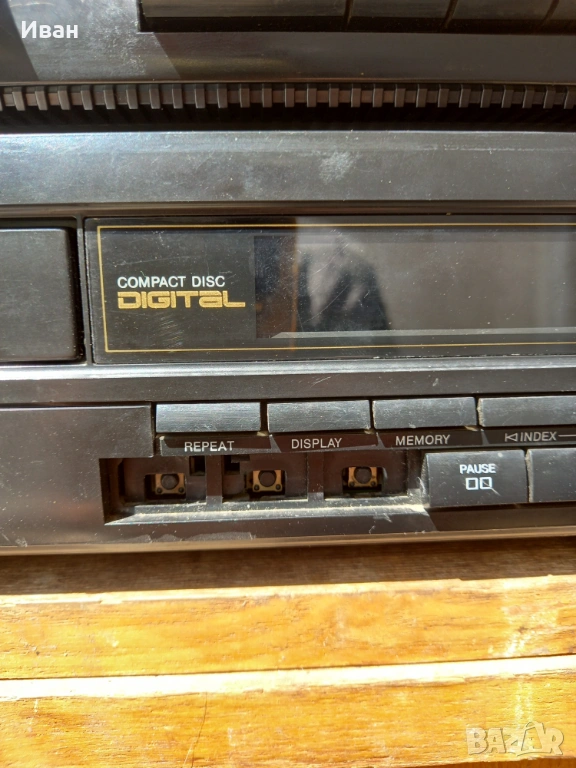 Иван
COMPACT DISC
DIGITAL
REPEAT DISPLAY MEMORY INDEX
PAUSE
BAZAR